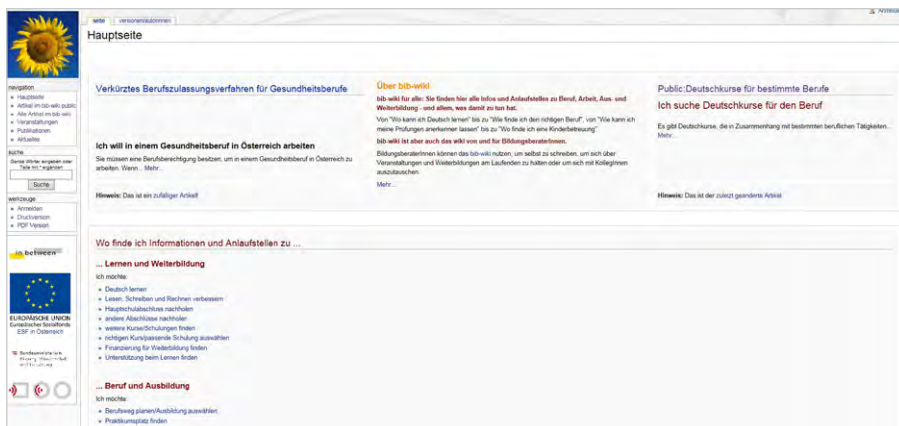 Anmelden
seite
versionen/autorInnen
Hauptseite
navigation
Hauptseite
Artikel im bib-wiki public
Alle Artikel im bib-wiki
Veranstaltungen
Publikationen
Aktuelles
suche
Ganze Wörter eingeben oder
Teile mit * ergänzen
Suche
werkzeuge
Anmelden
Druckversion
PDF Version
in between
EUROPÄISCHE UNION
Europäischer Sozialfonds
ESF in Österreich
Verkürztes Berufszulassungsverfahren für Gesundheitsberufe
Ich will in einem Gesundheitsberuf in Österreich arbeiten
Sie müssen eine Berufsberechtigung besitzen, um in einem Gesundheitsberuf in Österreich zu
arbeiten. Wenn... Mehr...
Hinweis: Das ist ein zufälliger Artikel!
Über bib-wiki
bib-wiki für alle: Sie finden hier alle Infos und Anlaufstellen zu Beruf, Arbeit, Aus- und
Weiterbildung - und allem, was damit zu tun hat.
Von "Wo kann ich Deutsch lernen" bis zu "Wie finde ich den richtigen Beruf", von "Wie kann ich
meine Prüfungen anerkennen lassen" bis zu "Wo finde ich eine Kinderbetreuung"
bib-wiki ist aber auch das wiki von und für BildungsberaterInnen.
BildungsberaterInnen können das bib-wiki nutzen, um selbst zu schreiben, um sich über
Veranstaltungen und Weiterbildungen am Laufenden zu halten oder um sich mit KollegInnen
auszutauschen.
Mehr...
Public:Deutschkurse für bestimmte Berufe
Ich suche Deutschkurse für den Beruf
Es gibt Deutschkurse, die in Zusammenhang mit bestimmten beruflichen Tätigkeiten...
Mehr...
Hinweis: Das ist der zuletzt geänderte Artikel
Wo finde ich Informationen und Anlaufstellen zu ...
... Lernen und Weiterbildung
Ich möchte:
Deutsch lernen
Lesen, Schreiben und Rechnen verbessern
Hauptschulabschluss nachholen
andere Abschlüsse nachholen
weitere Kurse/Schulungen finden
richtigen Kurs/passende Schulung auswählen
Finanzierung für Weiterbildung finden
Unterstützung beim Lernen finden
... Beruf und Ausbildung
Ich möchte:
Berufsweg planen/Ausbildung auswählen
Praktikumsplatz finden